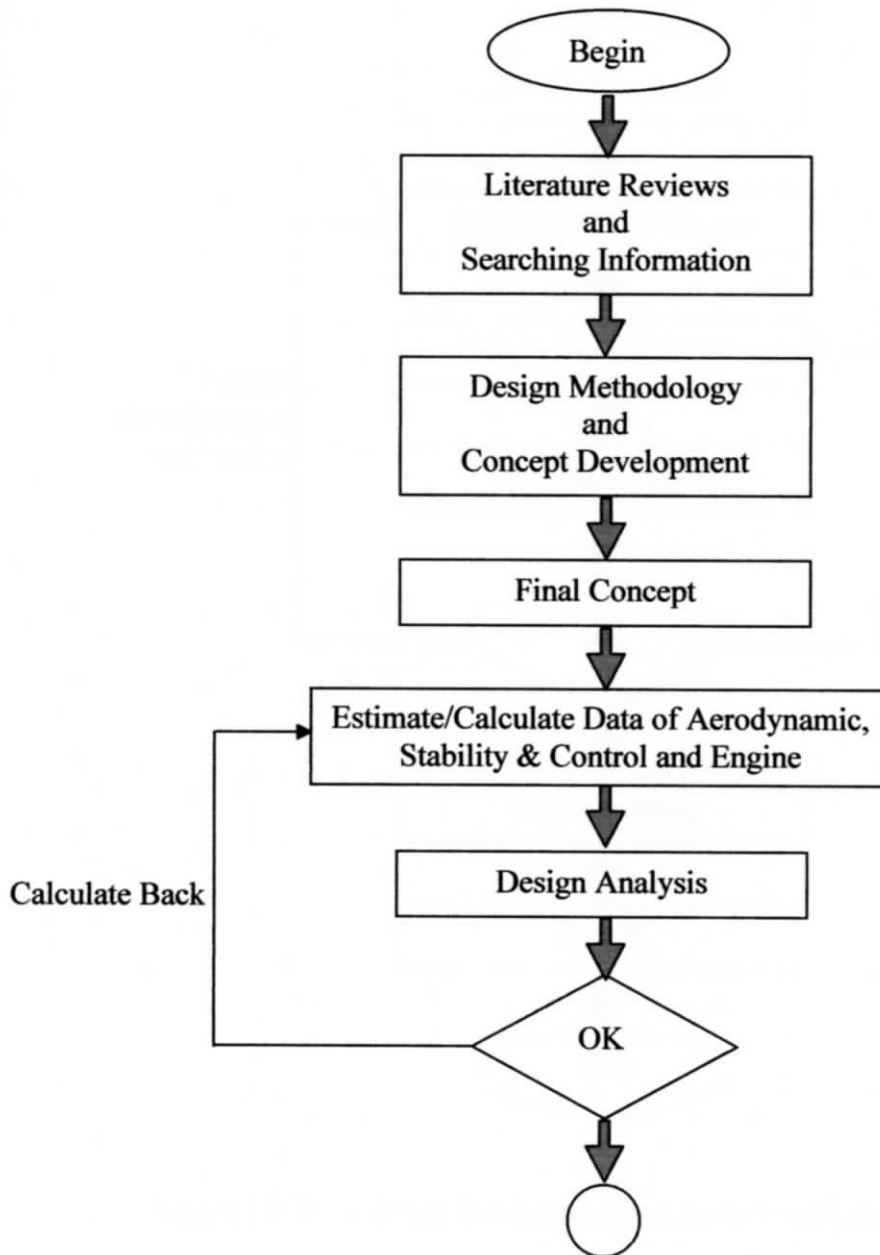 Begin
Literature Reviews
and
Searching Information
Design Methodology
and
Concept Development
Final Concept
Estimate/Calculate Data of Aerodynamic,
Stability & Control and Engine
Design Analysis
Calculate Back
OK